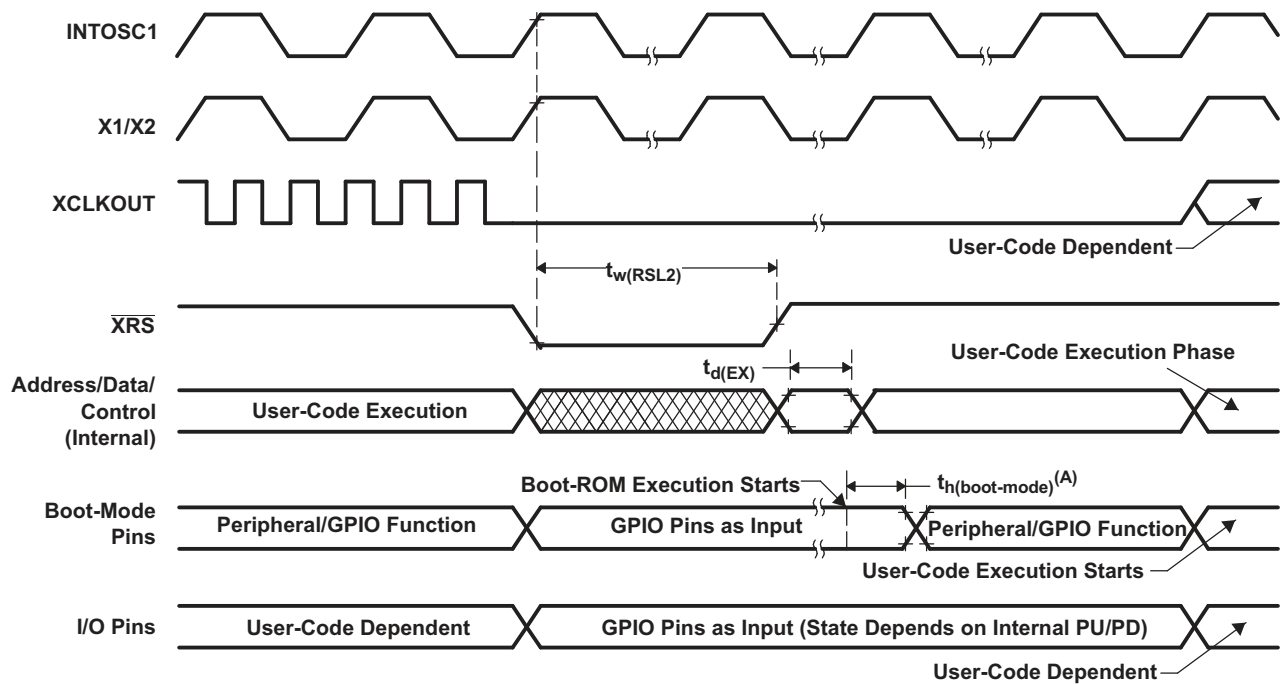 INTOSC1
X1/X2
XCLKOUT
User-Code Dependent
tw(RSL2)
XRS
User-Code Execution Phase
td(EX)
Address/Data/
Control
(Internal)
User-Code Execution
Boot-ROM Execution Starts
th(boot-mode)(A)
Boot-Mode
Pins
Peripheral/GPIO Function
GPIO Pins as Input
Peripheral/GPIO Function
User-Code Execution Starts
I/O Pins
User-Code Dependent
GPIO Pins as Input (State Depends on Internal PU/PD)
User-Code Dependent